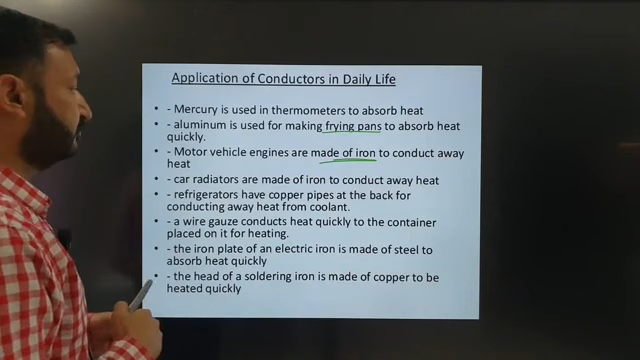 Application of Conductors in Daily Life
• - Mercury is used in thermometers to absorb heat
• - aluminum is used for making frying pans to absorb heat
quickly.
• - Motor vehicle engines are made of iron to conduct away
heat
• - car radiators are made of iron to conduct away heat
• - refrigerators have copper pipes at the back for
conducting away heat from coolant.
• - a wire gauze conducts heat quickly to the container
placed on it for heating.
• - the iron plate of an electric iron is made of steel to
absorb heat quickly
• - the head of a soldering iron is made of copper to be
heated quickly